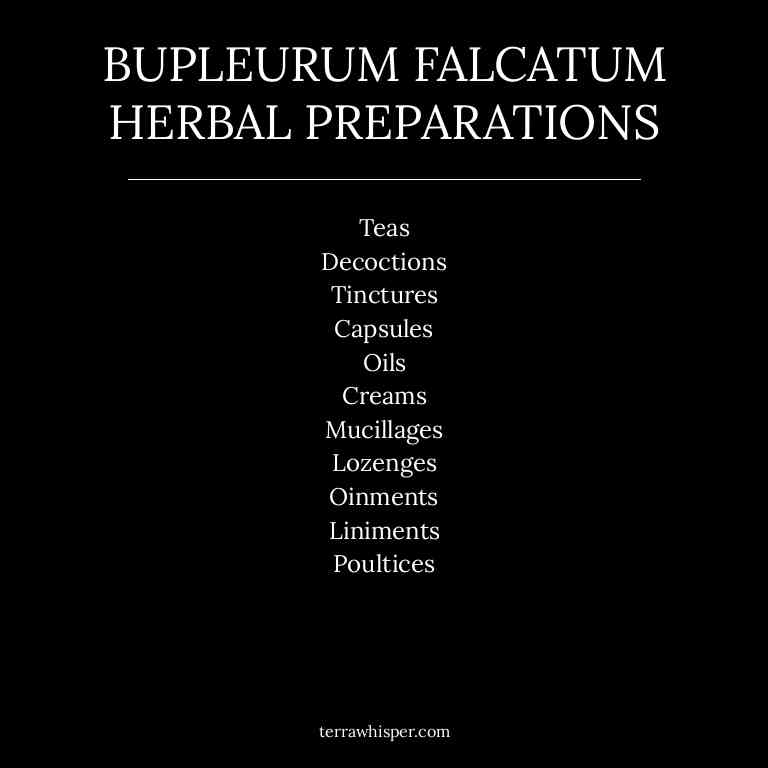 BUPLEURUM FALCATUM
HERBAL PREPARATIONS
Teas
Decoctions
Tinctures
Capsules
Oils
Creams
Mucillages
Lozenges
Oinments
Liniments
Poultices
terrawhisper.com